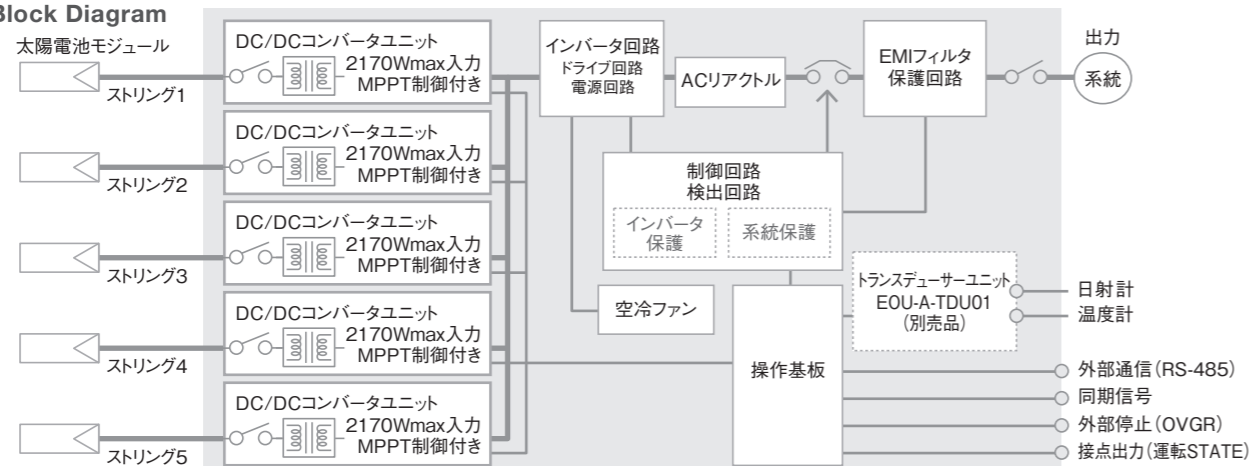 Block Diagram
太陽電池モジュール
ストリング1
ストリング2
ストリング3
ストリング4
ストリング5
DC/DCコンバータユニット
2170Wmax入力
MPPT制御付き
DC/DCコンバータユニット
2170Wmax入力
MPPT制御付き
DC/DCコンバータユニット
2170Wmax入力
MPPT制御付き
DC/DCコンバータユニット
2170Wmax入力
MPPT制御付き
DC/DCコンバータユニット
2170Wmax入力
MPPT制御付き
インバータ回路
ドライブ回路
電源回路
ACリアクトル
EMIフィルタ
保護回路
出力
系統
制御回路
検出回路
インバータ
保護
系統保護
空冷ファン
操作基板
トランスデューサーユニット
EOU-A-TDU01
(別売品)
日射計
温度計
外部通信(RS-485)
同期信号
外部停止(OVGR)
接点出力(運転STATE)